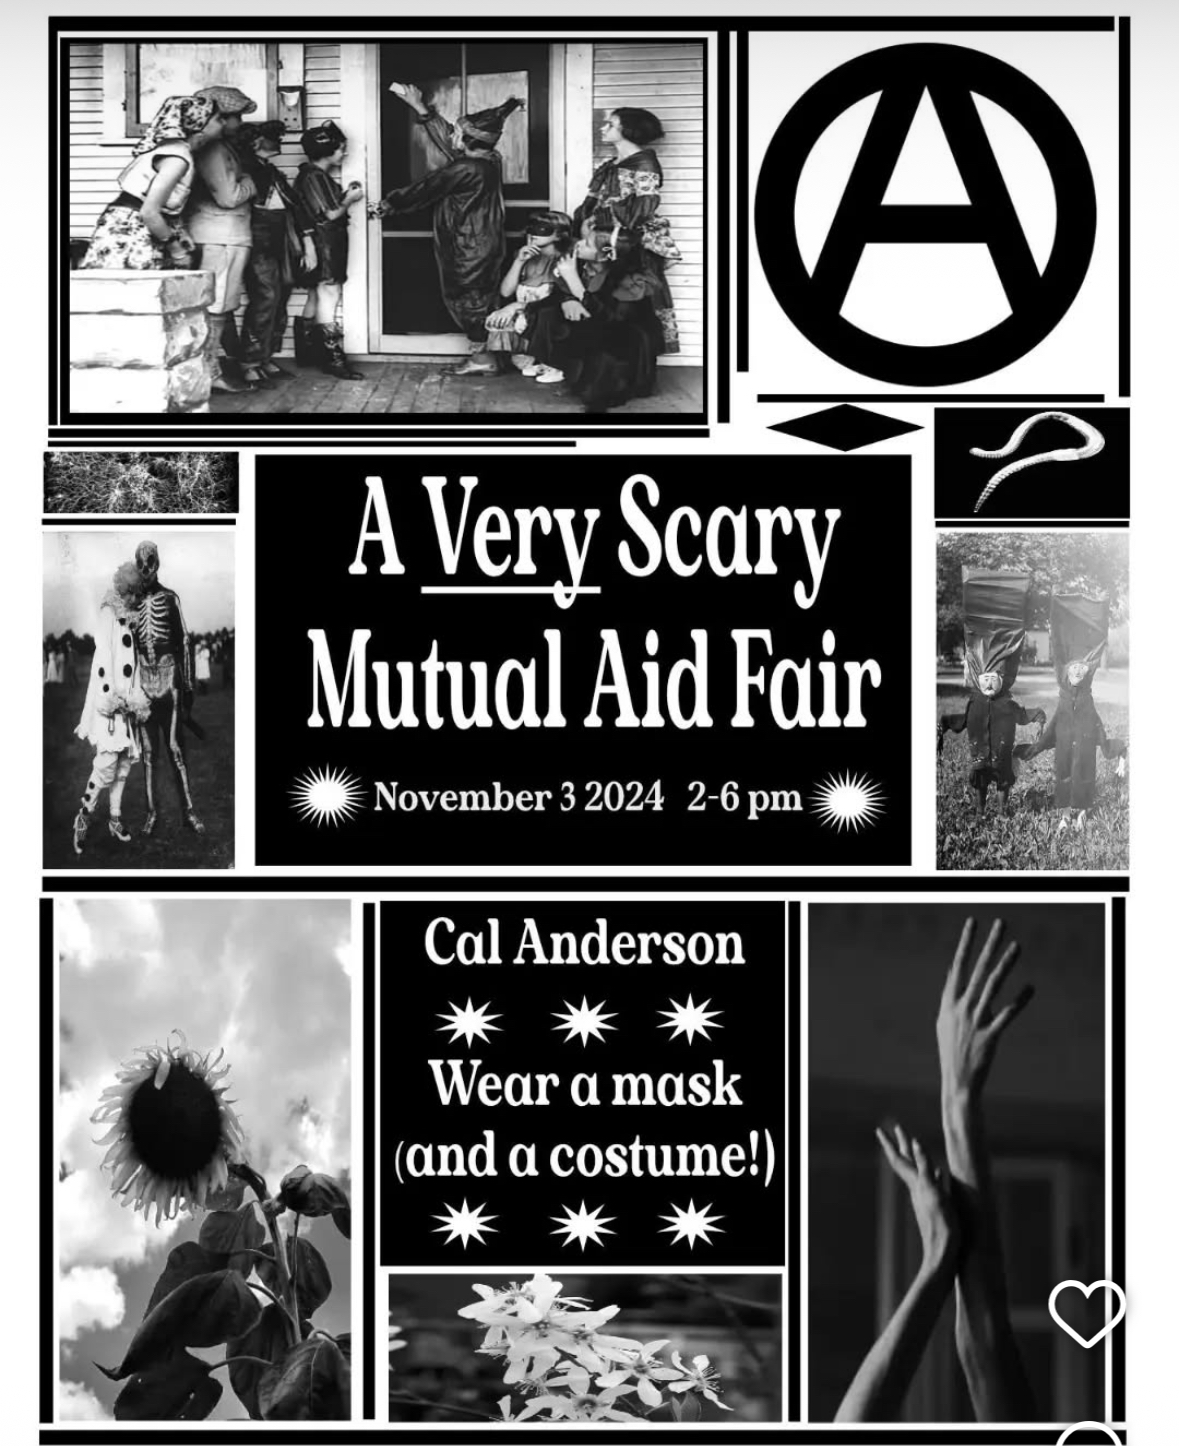 A Very Scary
Mutual Aid Fair
November 3 2024 2-6 pm
Cal Anderson
Wear a mask
(and a costume!)